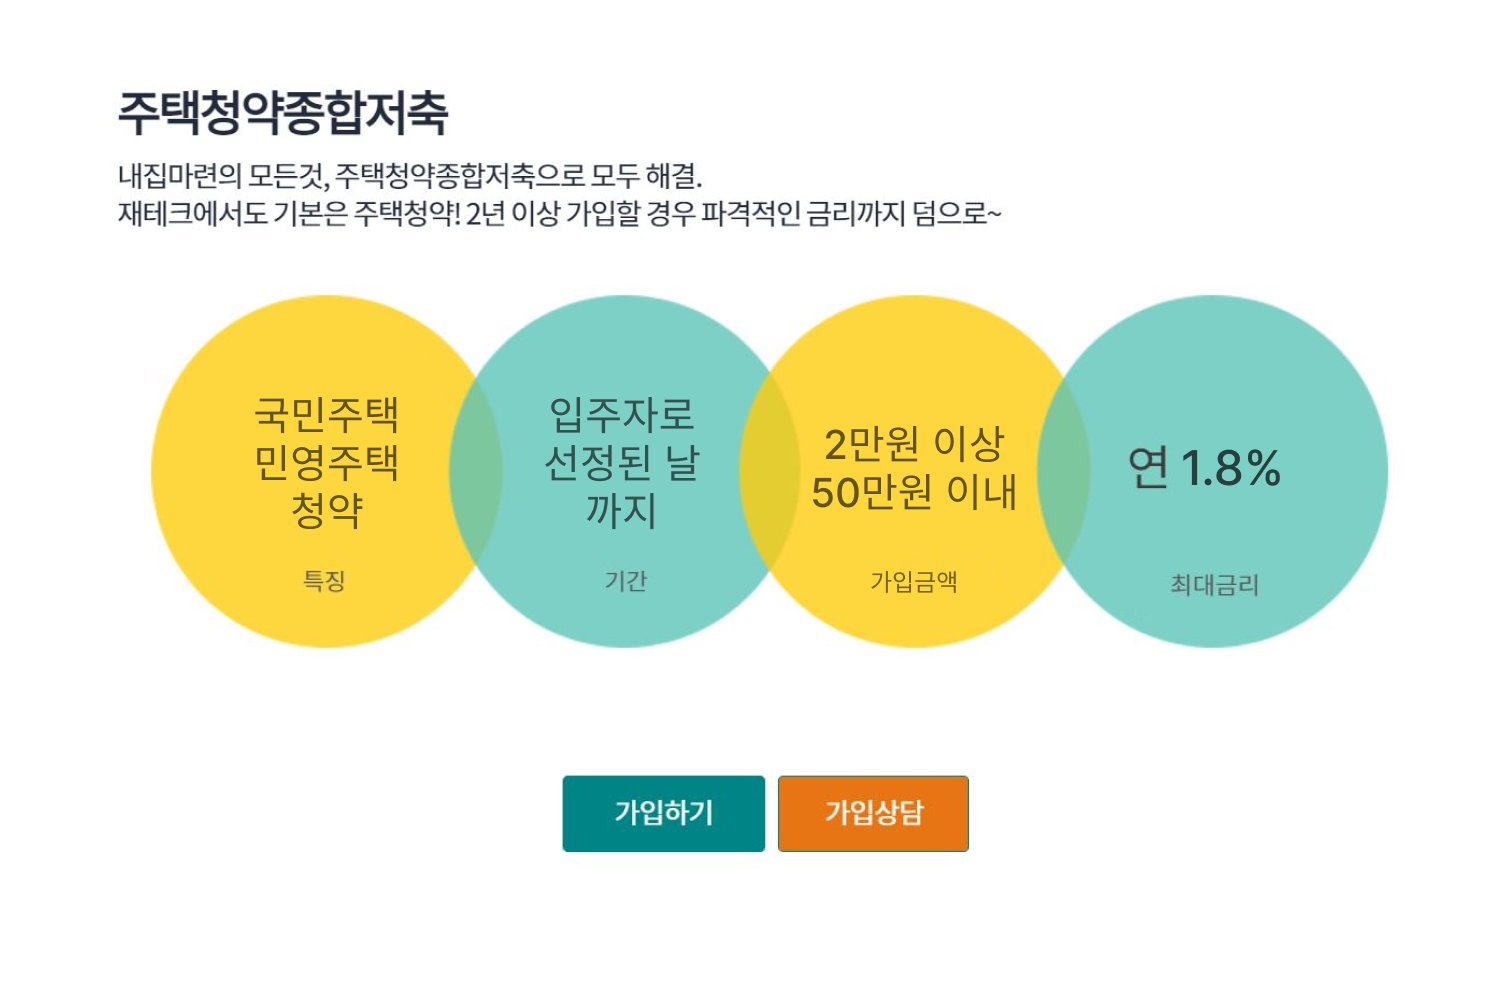 주택청약종합저축
내집마련의 모든것, 주택청약종합저축으로 모두 해결.
재테크에서도 기본은 주택청약! 2년 이상 가입할 경우 파격적인 금리까지 덤으로~
국민주택
민영주택
청약
특징
입주자로
선정된 날
까지
기간
2만원 이상
50만원 이내
가입금액
연 1.8%
최대금리
가입하기
가입상담